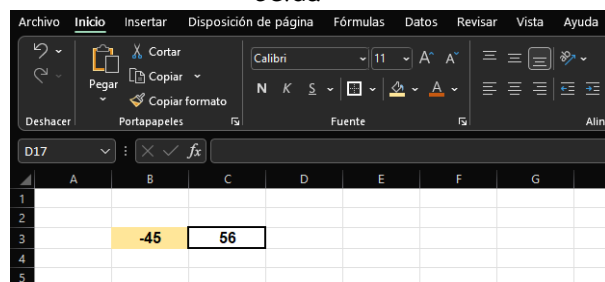 Archivo Inicio Insertar Disposición de página Fórmulas Datos Revisar Vista Ayuda
Pegar
Cortar
Copiar
Copiar formato
Calibri 11 A^ A˅
N K S A
Deshacer Portapapeles Fuente
D17 fx
A B C D E F G
1
2
3 -45 56
4
5